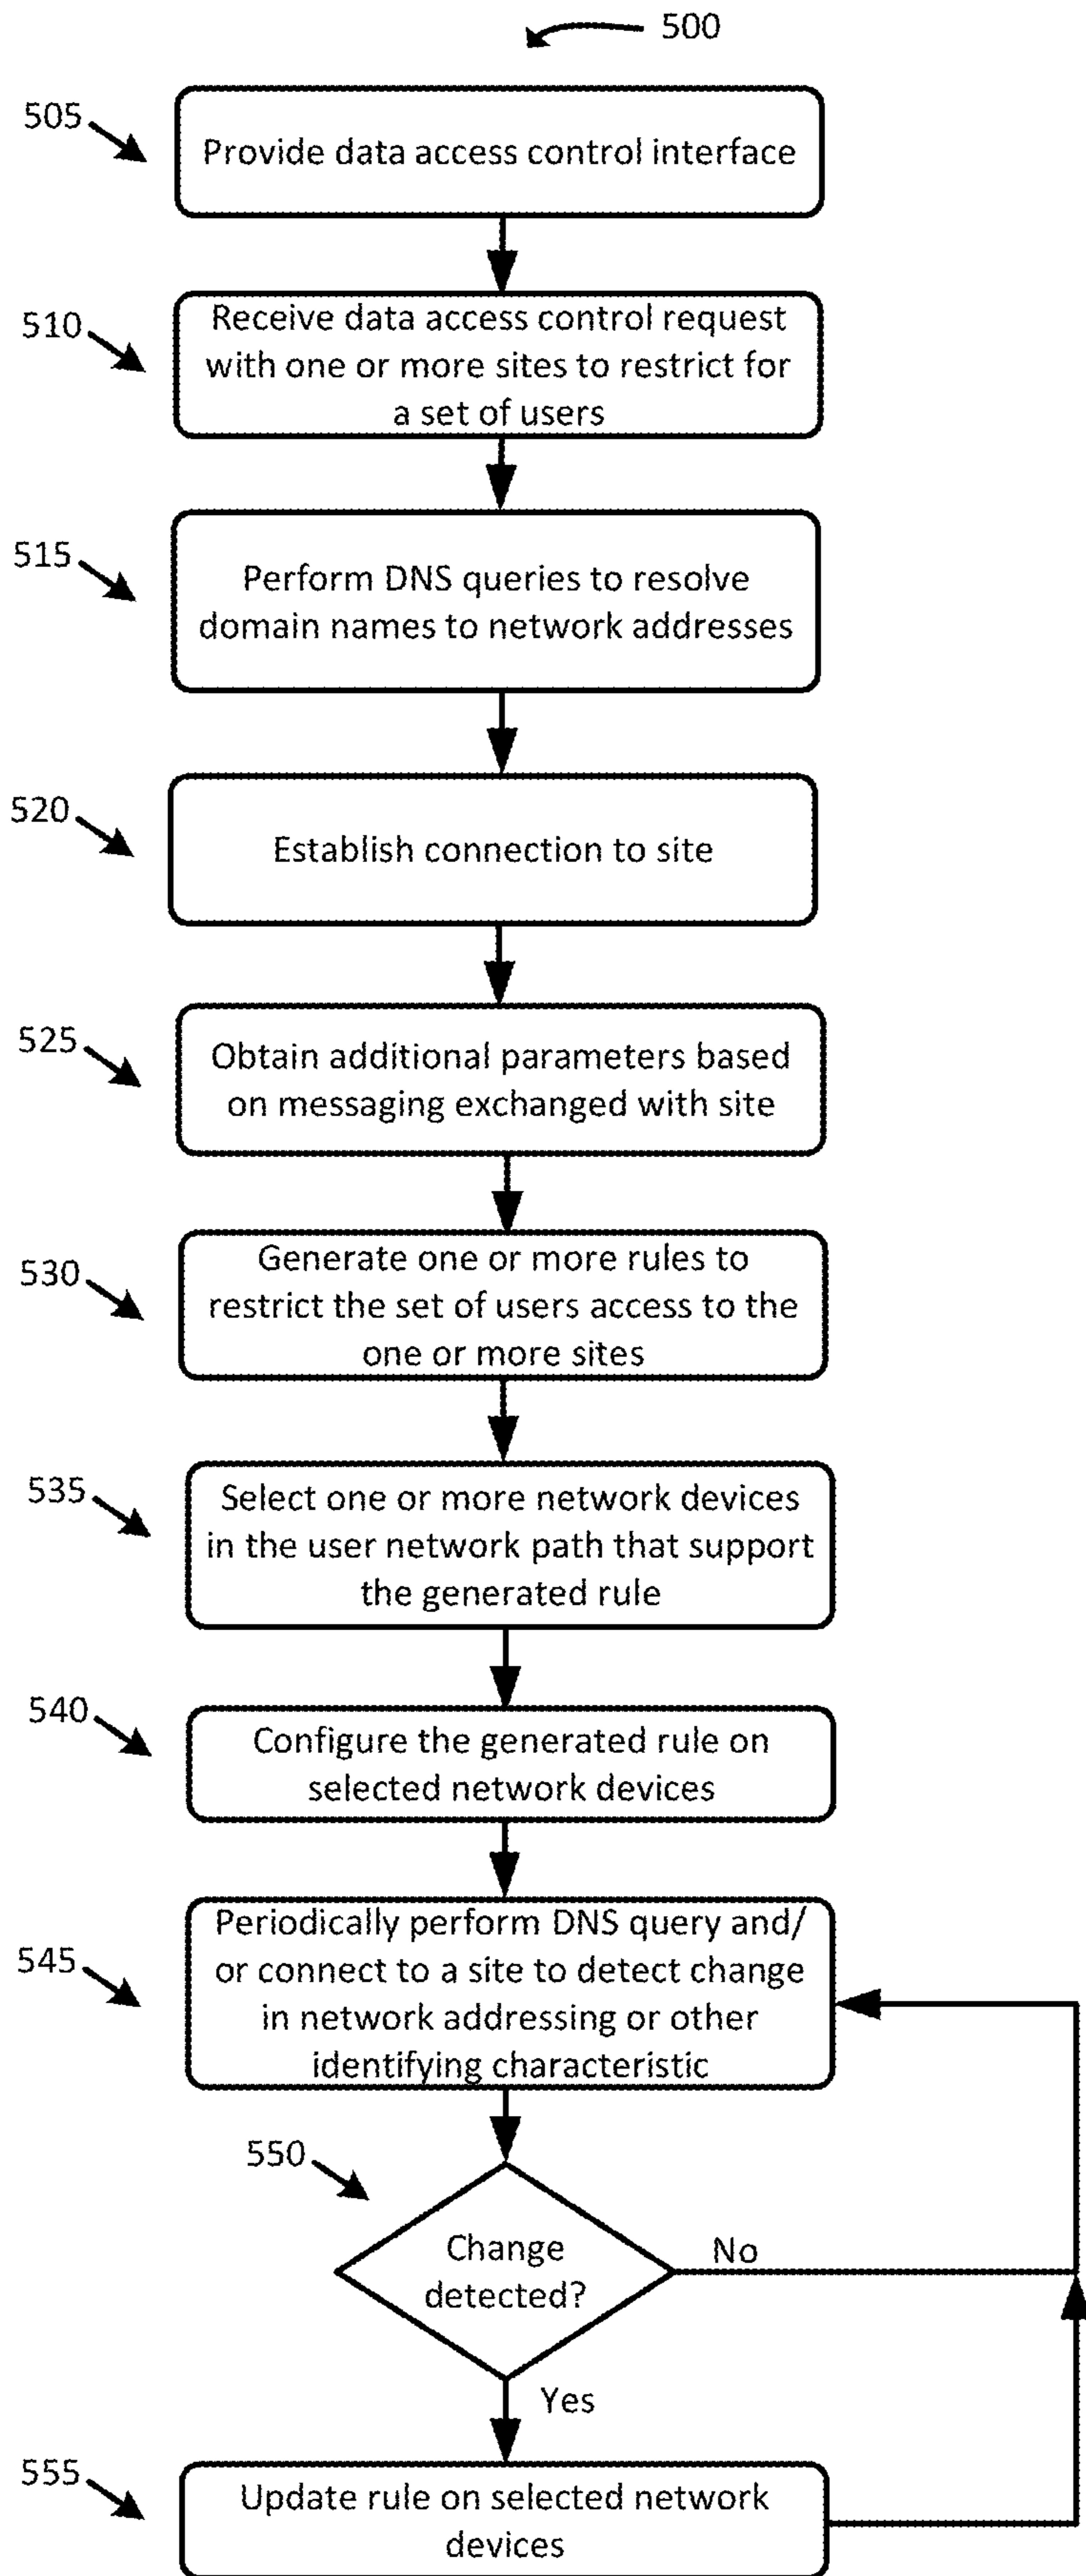 500
505
Provide data access control interface
510
Receive data access control request
with one or more sites to restrict for
a set of users
515
Perform DNS queries to resolve
domain names to network addresses
520
Establish connection to site
525
Obtain additional parameters based
on messaging exchanged with site
530
Generate one or more rules to
restrict the set of users access to the
one or more sites
535
Select one or more network devices
in the user network path that support
the generated rule
540
Configure the generated rule on
selected network devices
545
Periodically perform DNS query and/
or connect to a site to detect change
in network addressing or other
identifying characteristic
550
Change
detected?
No
Yes
555
Update rule on selected network
devices